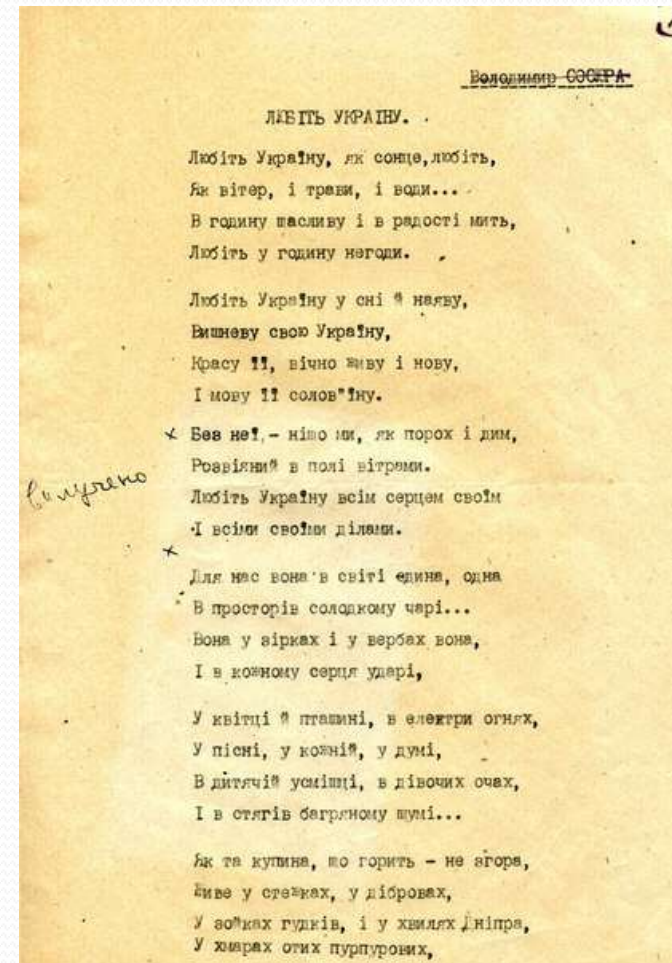 Володимир СОСЮРА
ЛЮБІТЬ УКРАЇНУ.
Любіть Україну, як сонце, любіть,
Як вітер, і трави, і води...
В годину щасливу і в радості мить,
Любіть у годину негоди.
Любіть Україну у сні й наяву,
Вишневу свою Україну,
Красу її, вічно живу і нову,
І мову її солов"їну.
× Без неї,- ніщо ми, як порох і дим,
Розвіяний в полі вітрами.
вилучено
Любіть Україну всім серцем своїм
І всіми своїми ділами.
×
Для нас вона в світі єдина, одна
В просторів солодкому чарі...
Вона у зірках і у вербах вона,
І в кожному серця ударі,
У квітці й пташині, в електри огнях,
У пісні, у кожній, у думі,
В дитячій усмішці, в дівочих очах,
І в стягів багряному шумі...
Як та купина, що горить - не згора,
Живе у стежках, у дібровах,
У зойках гудків, і у хвилях Дніпра,
У хмарах отих пурпурових,